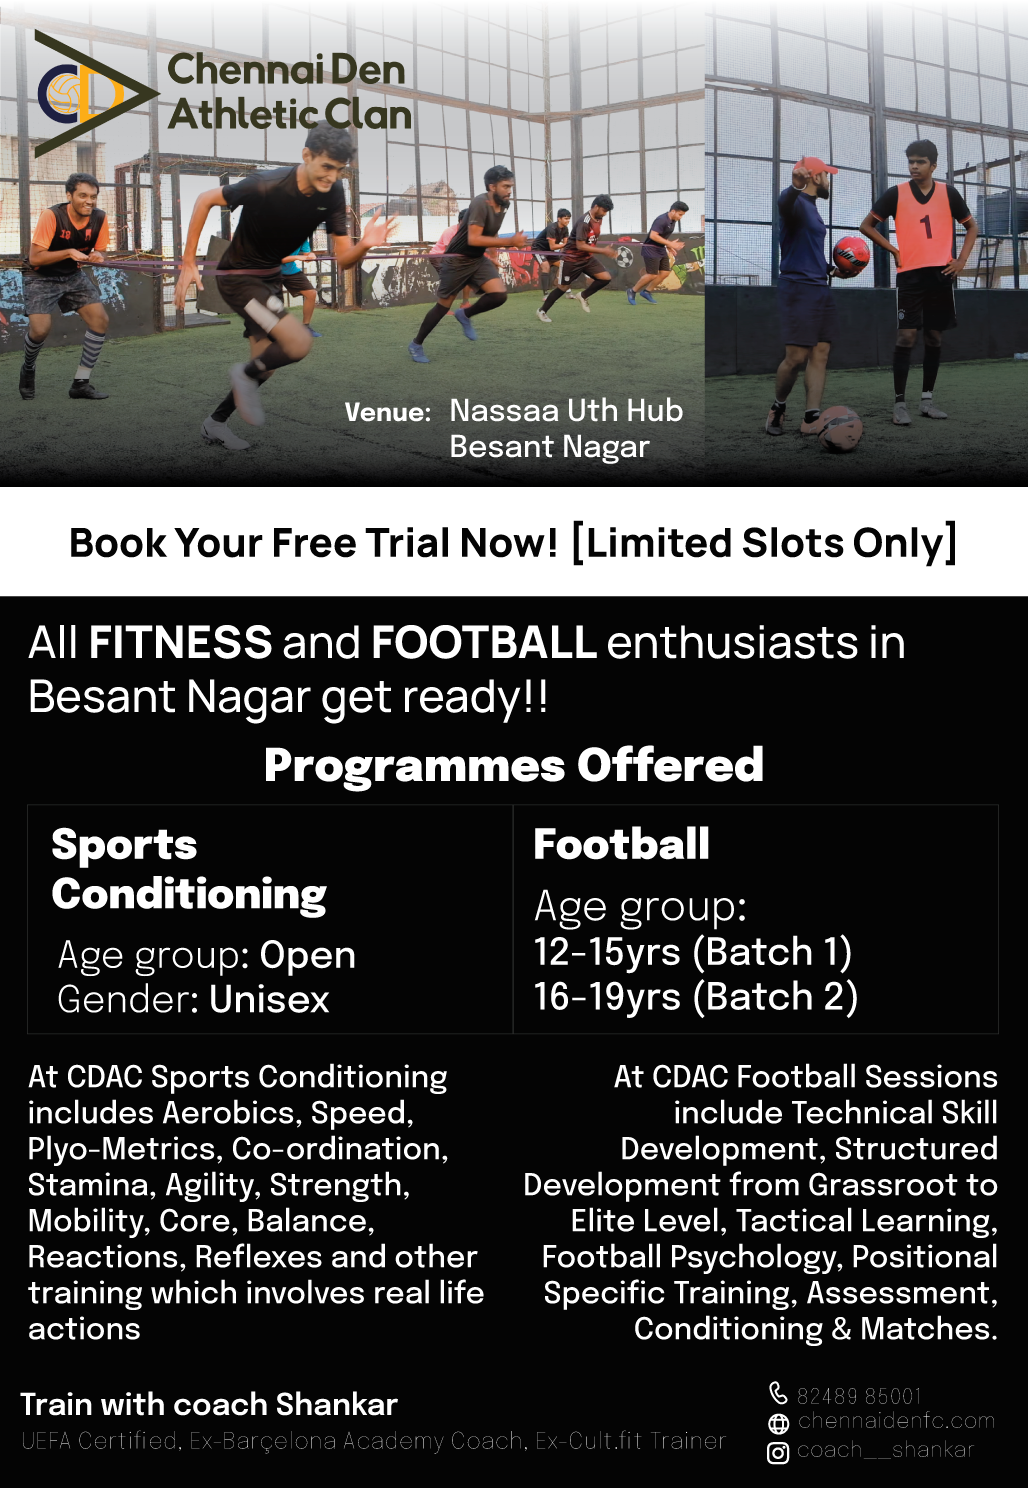 Chennai Den
Athletic Clan
Venue: Nassaa Uth Hub
Besant Nagar
Book Your Free Trial Now! [Limited Slots Only]
All FITNESS and FOOTBALL enthusiasts in
Besant Nagar get ready!!
Programmes Offered
Sports
Conditioning
Age group: Open
Gender: Unisex
Football
Age group:
12-15yrs (Batch 1)
16-19yrs (Batch 2)
At CDAC Sports Conditioning
includes Aerobics, Speed,
Plyo-Metrics, Co-ordination,
Stamina, Agility, Strength,
Mobility, Core, Balance,
Reactions, Reflexes and other
training which involves real life
actions
At CDAC Football Sessions
include Technical Skill
Development, Structured
Development from Grassroot to
Elite Level, Tactical Learning,
Football Psychology, Positional
Specific Training, Assessment,
Conditioning & Matches.
Train with coach Shankar
UEFA Certified, Ex-Barçelona Academy Coach, Ex-Cult.fit Trainer
82489 85001
chennaidenfc.com
coach__shankar
1